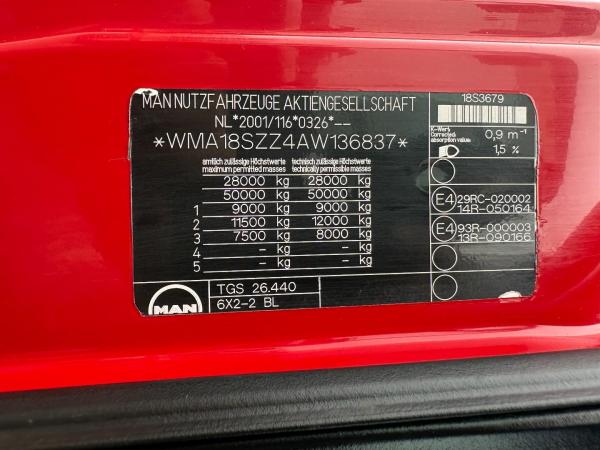 MAN NUTZFAHRZEUGE AKTIENGESELLSCHAFT
NL*2001/116*0326*--
*WMA18SZZ4AW136837*
amtlich zulässige Höchstwerte technisch zulässige Höchstwerte
maximum permitted masses technically permissible masses
28000 kg 28000 kg
50000 kg 50000 kg
1 9000 kg 9000 kg
2 11500 kg 12000 kg
3 7500 kg 8000 kg
4 – kg – kg
5 – kg – kg
MAN
TGS 26.440
6X2-2 BL
18S3679
K-Wert
Corrected absorption value
0,9 m⁻¹
1,5 %
E4 29RC-020002
14R-050164
E4 93R-000003
13R-090166